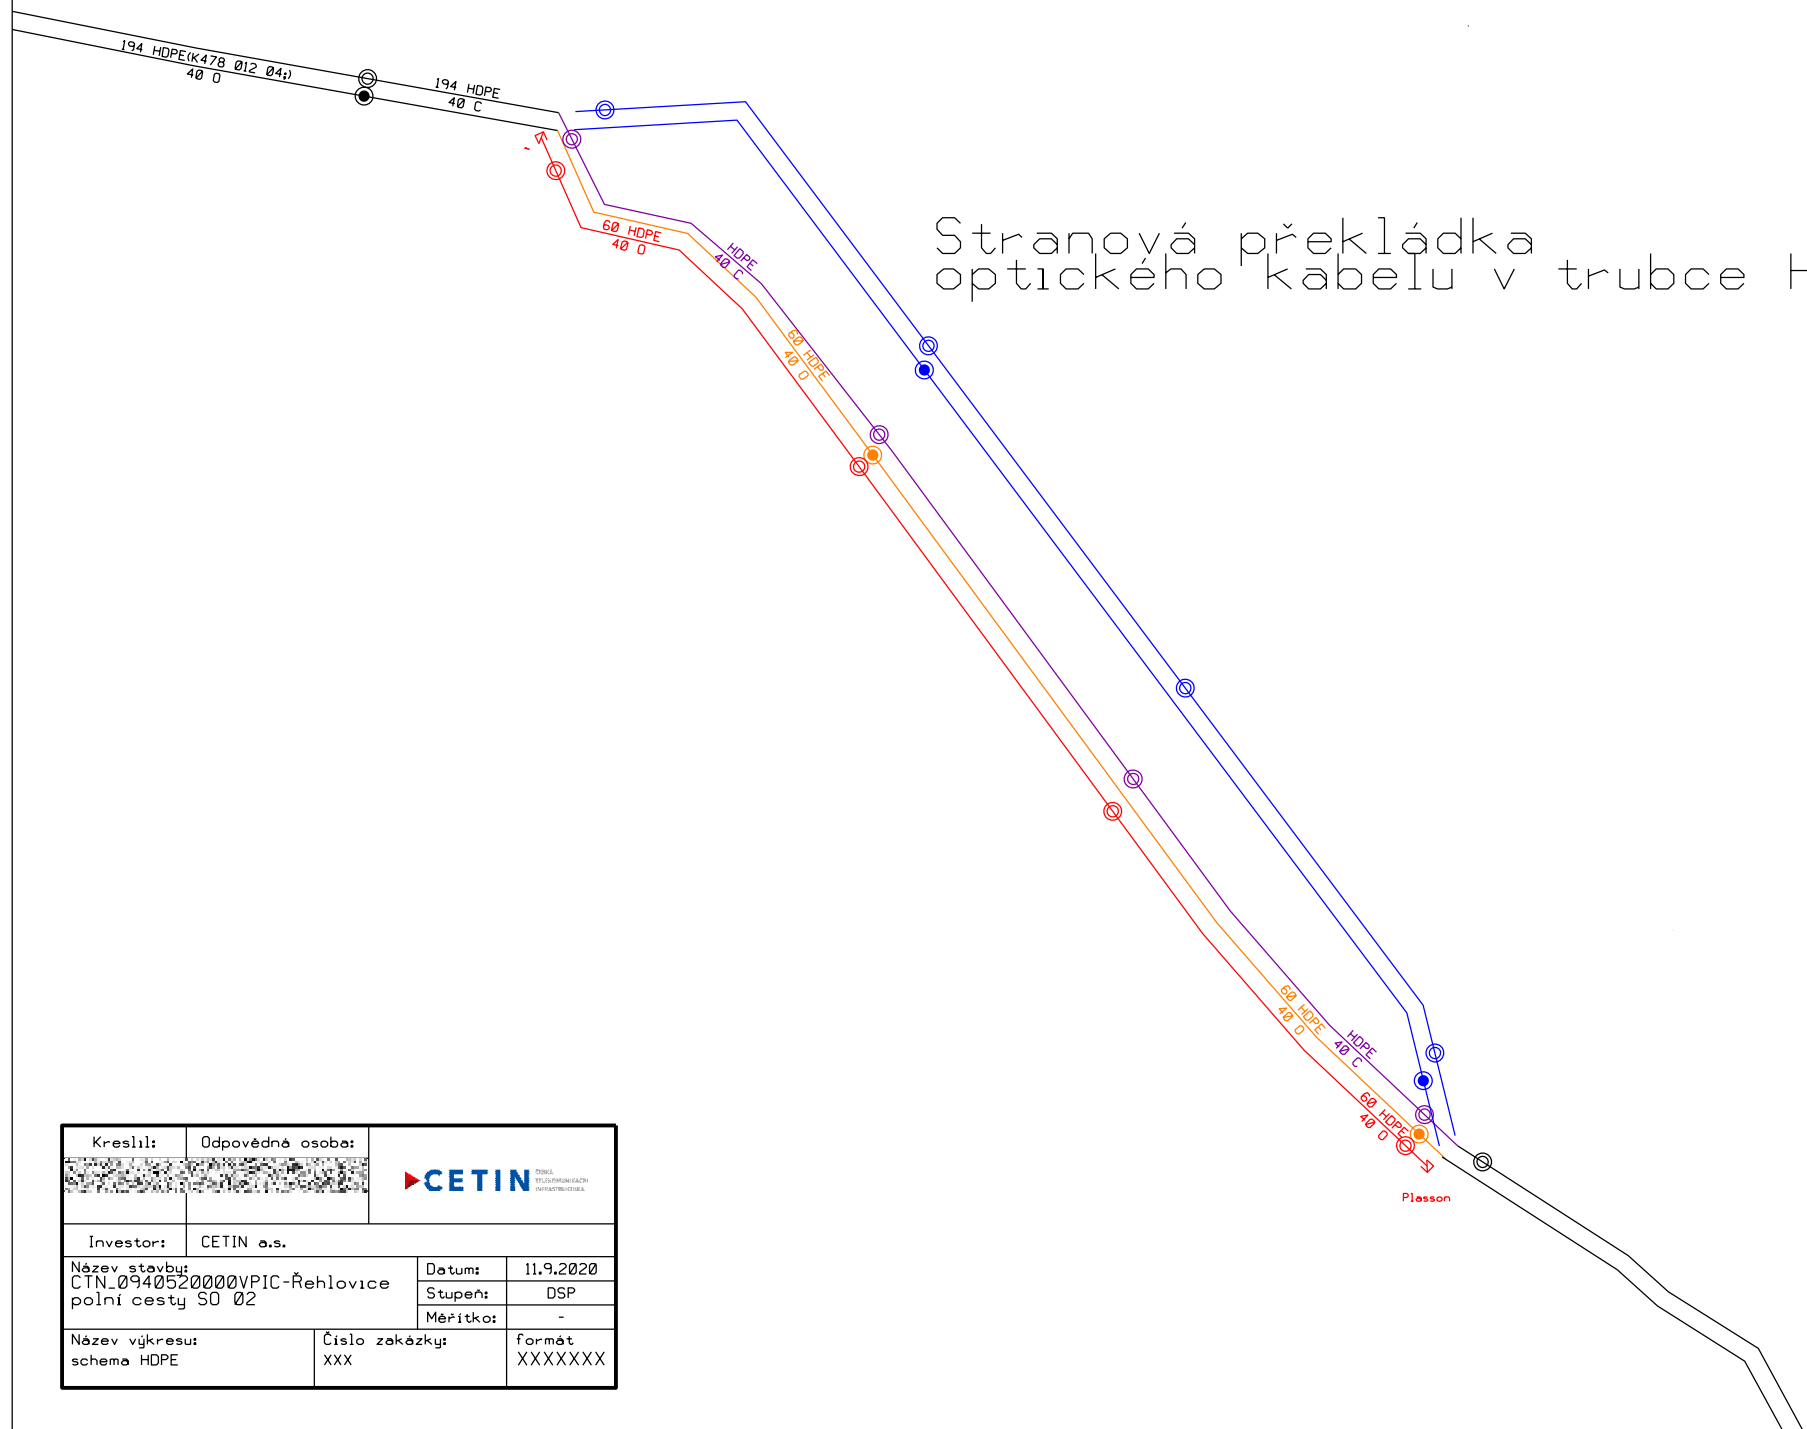 194 HDPE(K478 012 04;)
40 O
194 HDPE
40 C
60 HDPE
40 O
HDPE
40 C
60 HDPE
40 O
Stranová překládka
optického kabelu v trubce H
60 HDPE
40 O
HDPE
40 C
60 HDPE
40 O
Plasson
Kreslil:
Odpovědná osoba:
CETIN
ČESKÁ
TELEKOMUNIKAČNÍ
INFRASTRUKTURA
Investor:
CETIN a.s.
Název stavby:
CTN_0940520000VPIC-Řehlovice
polní cesty SO 02
Datum:
11.9.2020
Stupeň:
DSP
Měřítko:
-
Název výkresu:
schema HDPE
Číslo zakázky:
XXX
formát
XXXXXXX